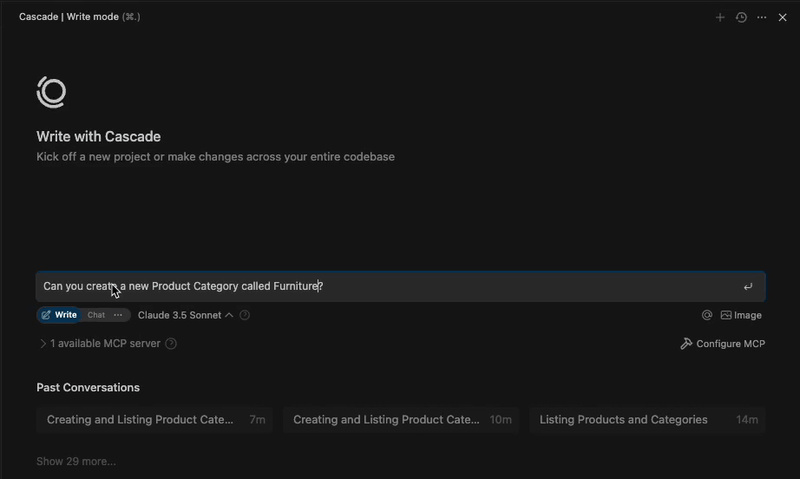 Cascade | Write mode (⌘.)
Write with Cascade
Kick off a new project or make changes across your entire codebase
Can you create a new Product Category called Furniture?
Write Chat ··· Claude 3.5 Sonnet @ Image
1 available MCP server Configure MCP
Past Conversations
Creating and Listing Product Cate... 7m Creating and Listing Product Cate... 10m Listing Products and Categories 14m
Show 29 more...